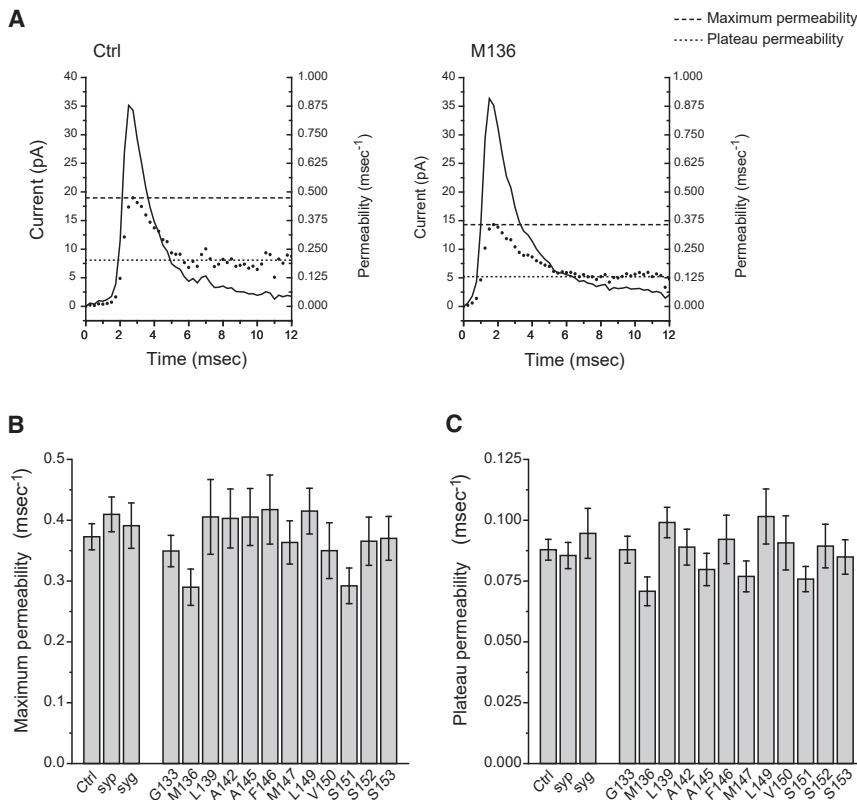 A
Maximum permeability
Plateau permeability
Ctrl
M136
40
35
30
25
20
15
10
5
0
Current (pA)
1.000
0.875
0.750
0.625
0.500
0.375
0.250
0.125
0.000
Permeability (msec-1)
0 2 4 6 8 10 12
Time (msec)
40
35
30
25
20
15
10
5
0
Current (pA)
1.000
0.875
0.750
0.625
0.500
0.375
0.250
0.125
0.000
Permeability (msec-1)
0 2 4 6 8 10 12
Time (msec)
B
0.5
0.4
0.3
0.2
0.1
0.0
Maximum permeability (msec-1)
Ctrl syp syg G133 M136 L139 A142 A145 F146 M147 L149 V150 S151 S152 S153
C
0.125
0.100
0.075
0.050
0.025
0.000
Plateau permeability (msec-1)
Ctrl syp syg G133 M136 L139 A142 A145 F146 M147 L149 V150 S151 S152 S153